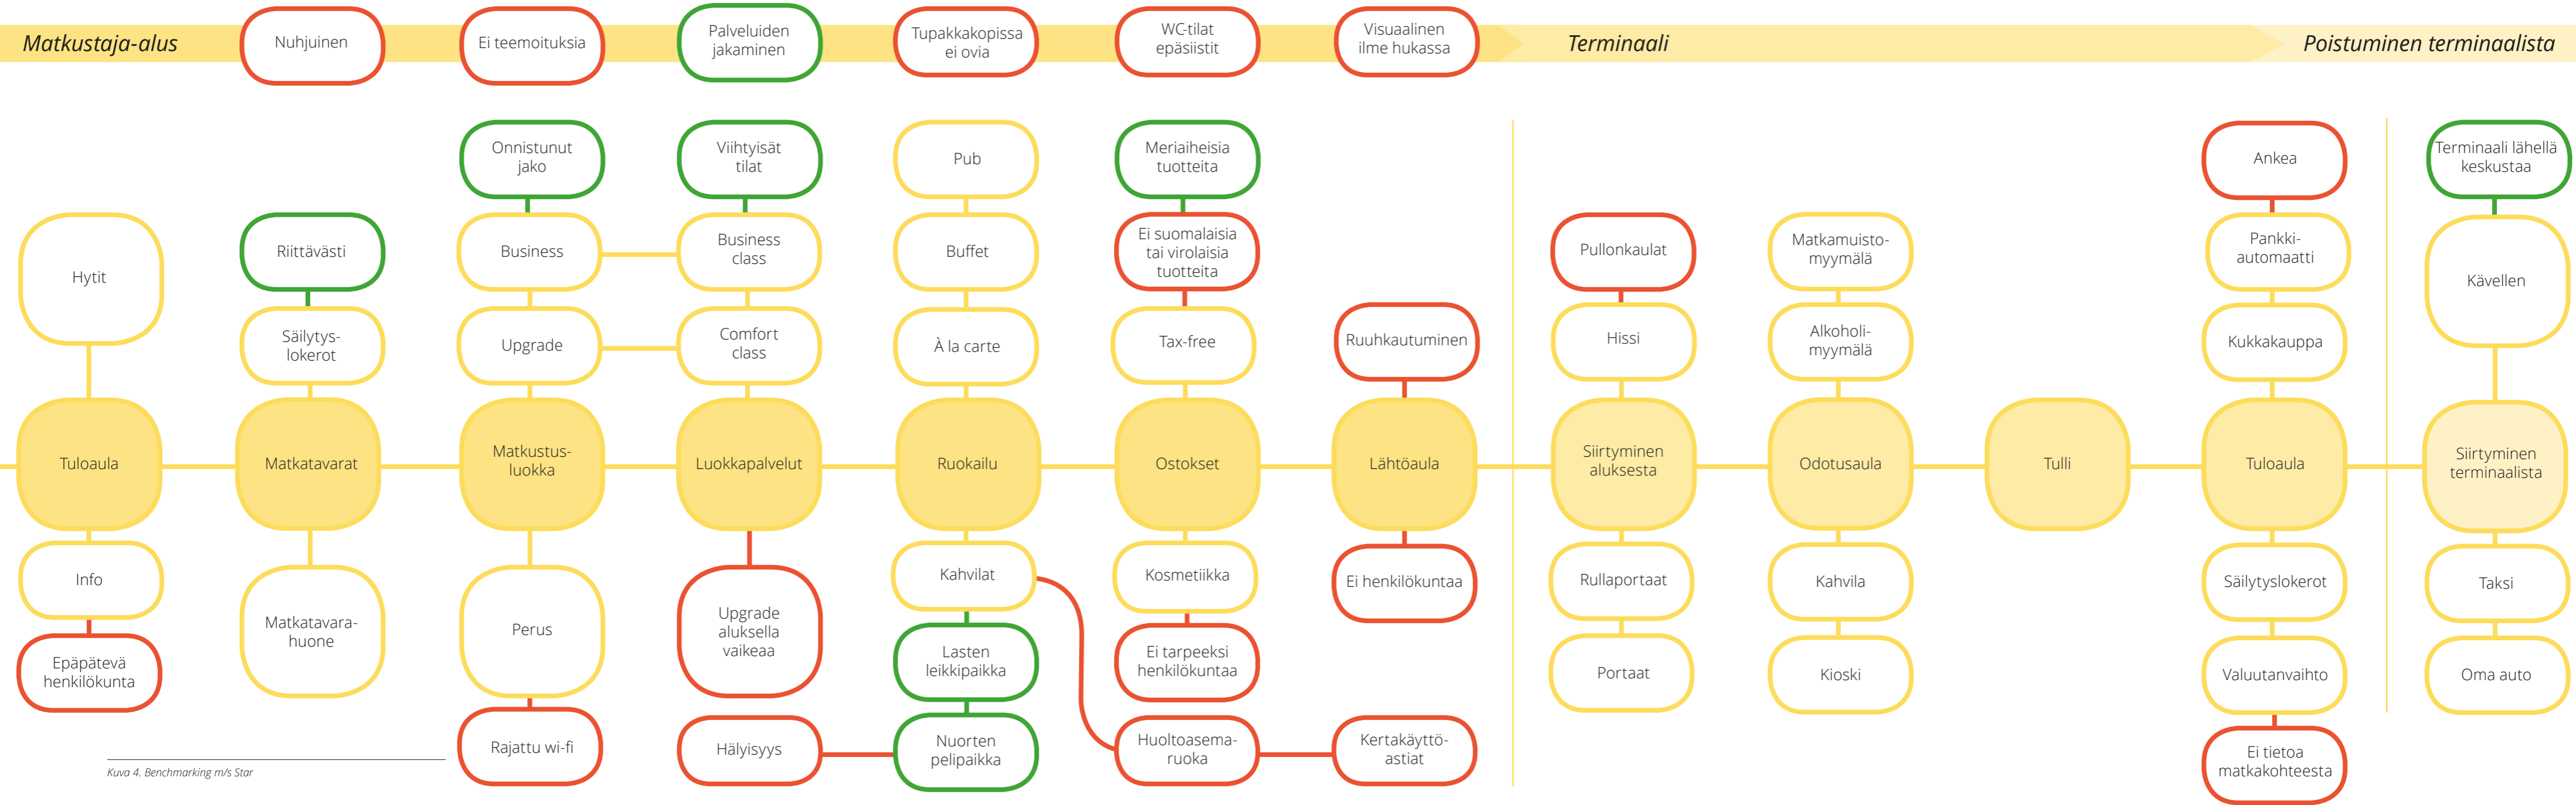 Matkustaja-alus
Nuhjuinen
Ei teemoituksia
Palveluiden
jakaminen
Tupakkakopissa
ei ovia
WC-tilat
epäsiistit
Visuaalinen
ilme hukassa
Terminaali
Poistuminen terminaalista
Hytit
Tuloaula
Info
Epäpätevä
henkilökunta
Riittävästi
Säilytys-
lokerot
Matkatavarat
Matkatavara-
huone
Onnistunut
jako
Business
Upgrade
Matkustus-
luokka
Perus
Rajattu wi-fi
Viihtyisät
tilat
Business
class
Comfort
class
Luokkapalvelut
Upgrade
aluksella
vaikeaa
Hälyisyys
Pub
Buffet
À la carte
Ruokailu
Kahvilat
Lasten
leikkipaikka
Nuorten
pelipaikka
Meriaiheisia
tuotteita
Ei suomalaisia
tai virolaisia
tuotteita
Tax-free
Ostokset
Kosmetiikka
Ei tarpeeksi
henkilökuntaa
Huoltoasema-
ruoka
Ruuhkautuminen
Lähtöaula
Ei henkilökuntaa
Kertakäyttö-
astiat
Pullonkaulat
Hissi
Siirtyminen
aluksesta
Rullaportaat
Portaat
Matkamuisto-
myymälä
Alkoholi-
myymälä
Odotusaula
Kahvila
Kioski
Tulli
Ankea
Pankki-
automaatti
Kukkakauppa
Tuloaula
Säilytyslokerot
Valuutanvaihto
Ei tietoa
matkakohteesta
Terminaali lähellä
keskustaa
Kävellen
Siirtyminen
terminaalista
Taksi
Oma auto
Kuva 4. Benchmarking m/s Star